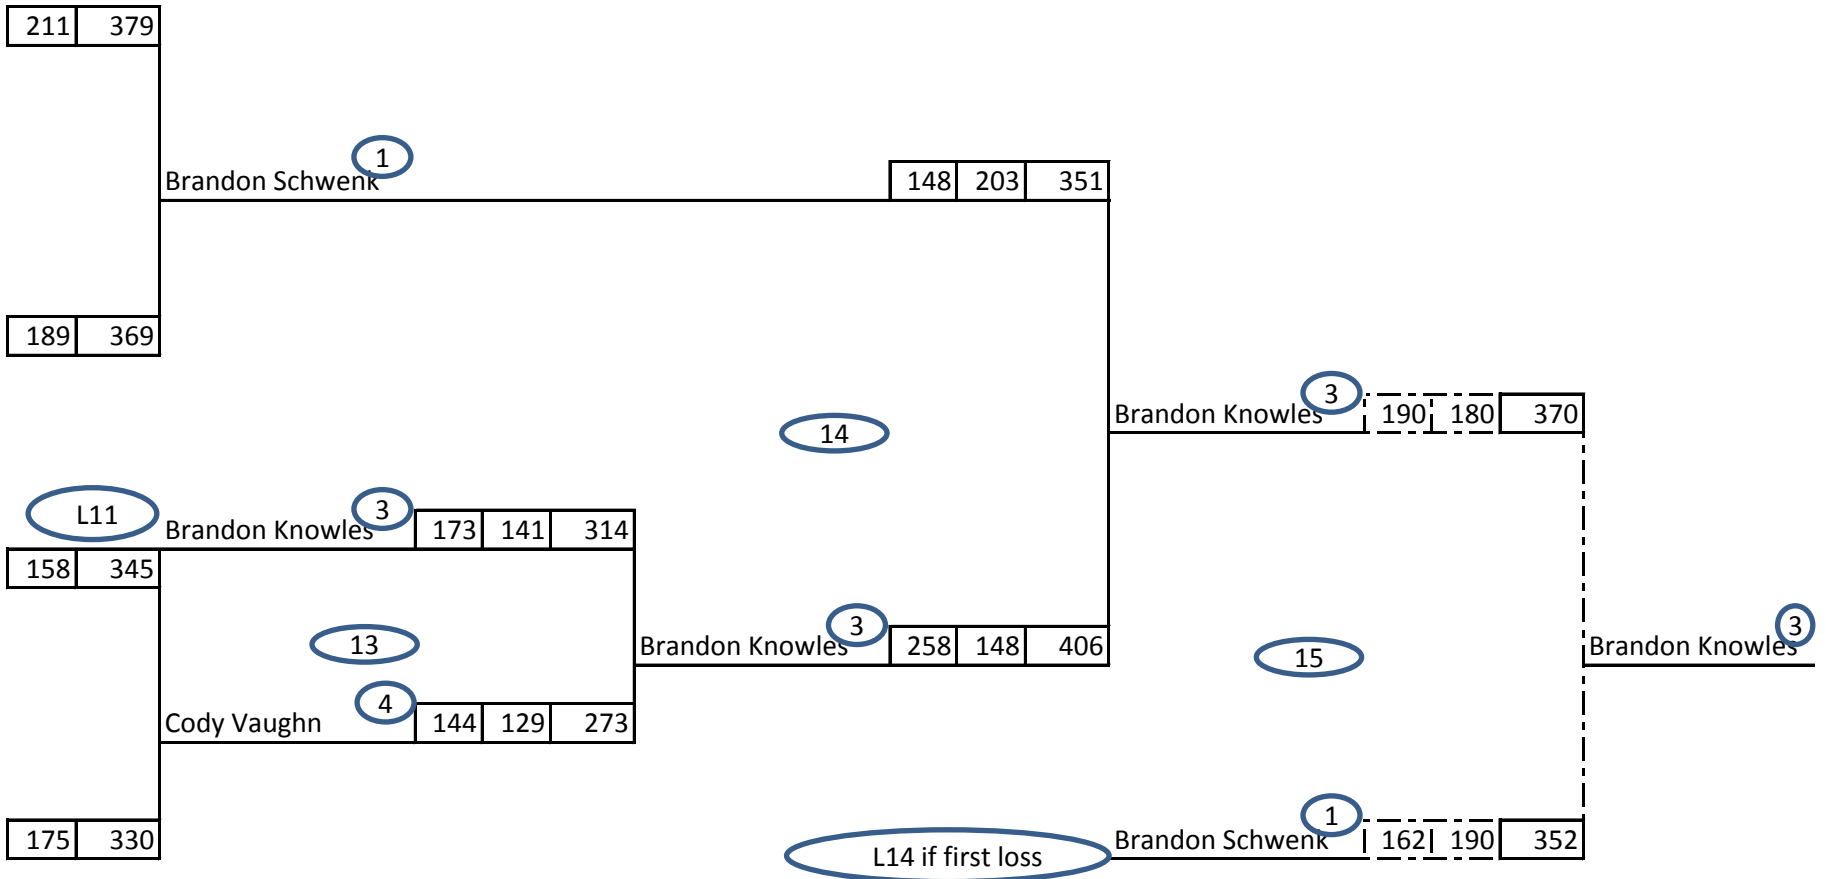 211 379
1
Brandon Schwenk 148 203 351
189 369
3
Brandon Knowles 190 180 370
14
3
L11 Brandon Knowles 173 141 314
158 345
3
13 Brandon Knowles 258 148 406
15 Brandon Knowles 3
4
Cody Vaughn 144 129 273
1
175 330 Brandon Schwenk 162 190 352
L14 if first loss